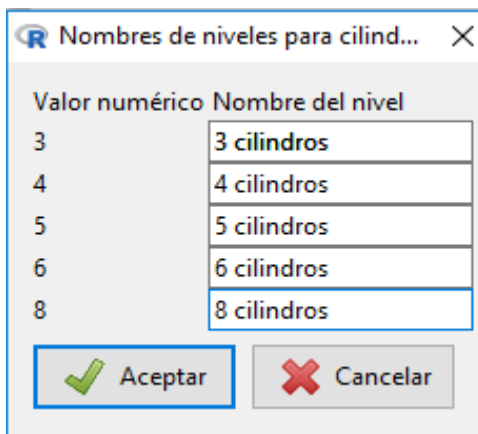 Nombres de niveles para cilind...
Valor numérico Nombre del nivel
3 3 cilindros
4 4 cilindros
5 5 cilindros
6 6 cilindros
8 8 cilindros
Aceptar Cancelar